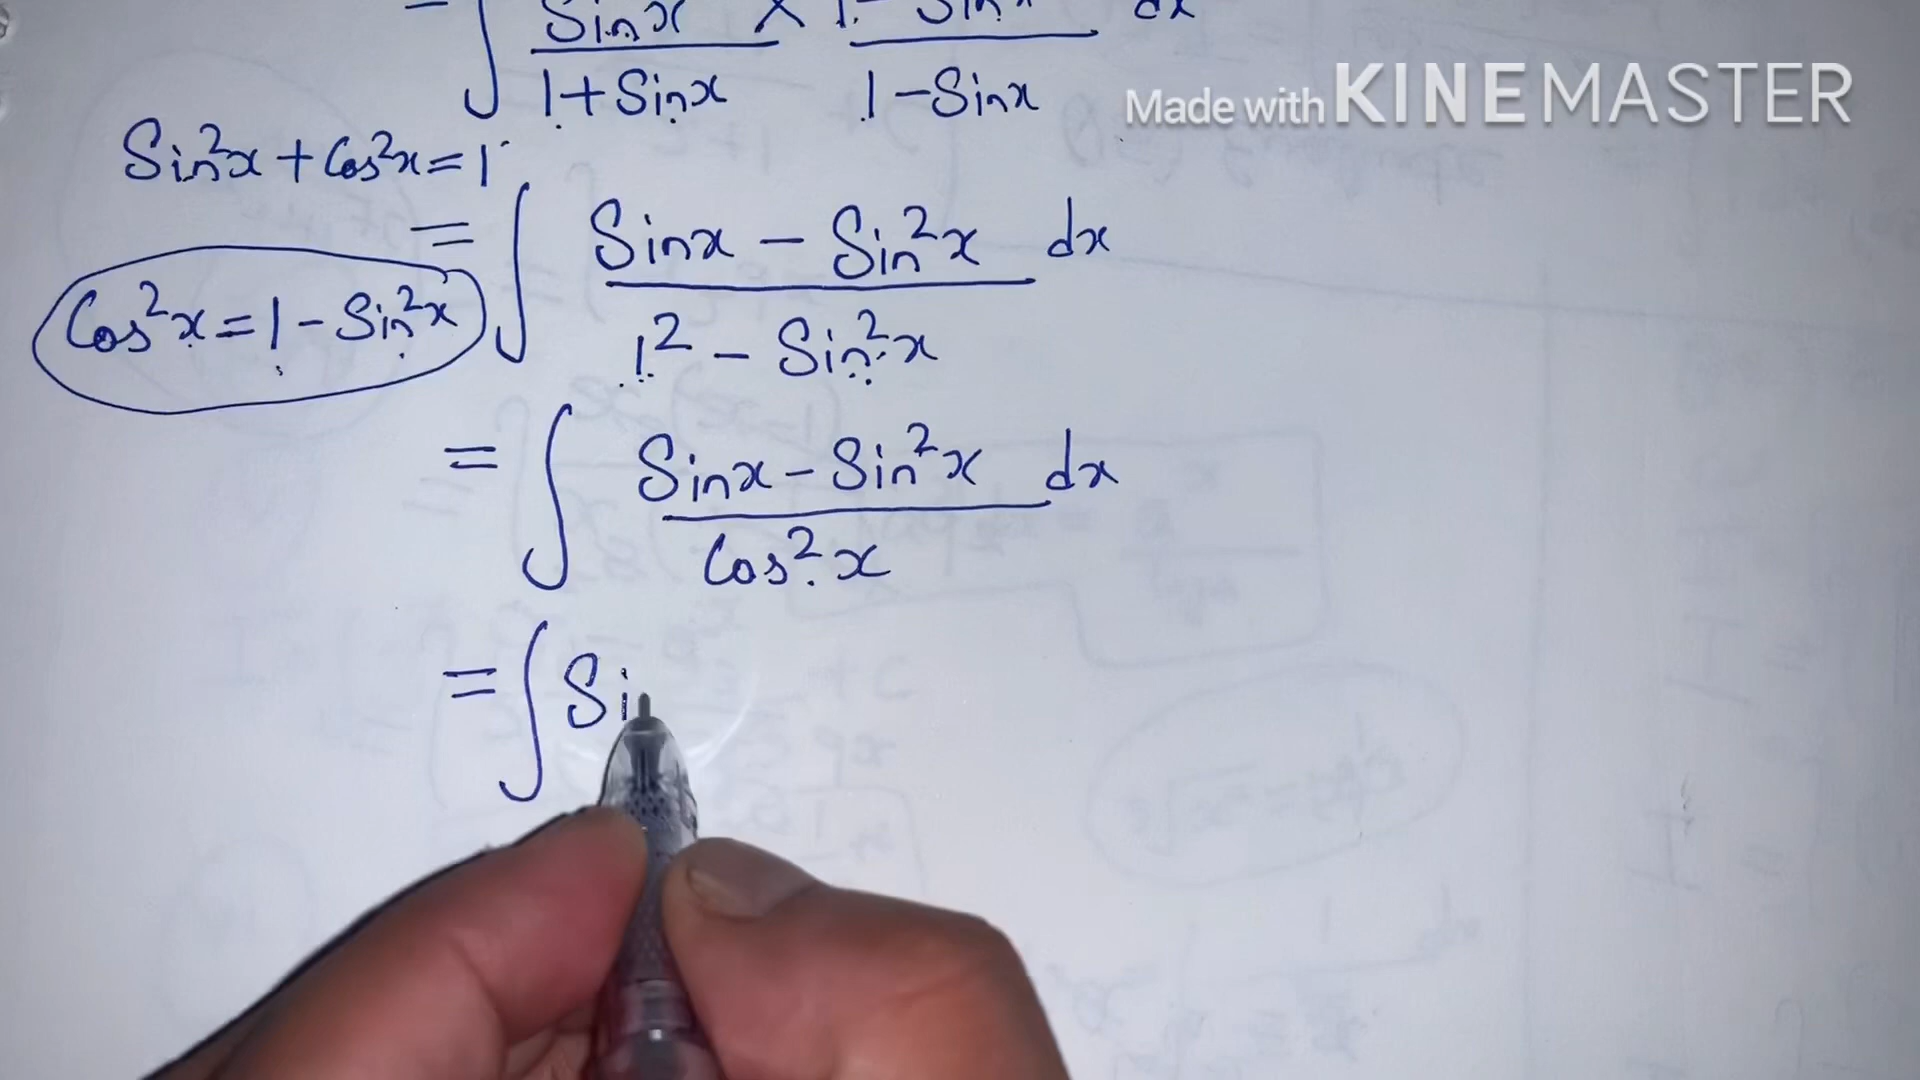 = ∫ Sinx/1+Sinx × 1-Sinx/1-Sinx dx
Made with KINEMASTER
Sin²x + Cos²x = 1
= ∫ Sinx - Sin²x/1² - Sin²x dx
Cos²x = 1 - Sin²x
= ∫ Sinx - Sin²x/Cos²x dx
= ∫ Si